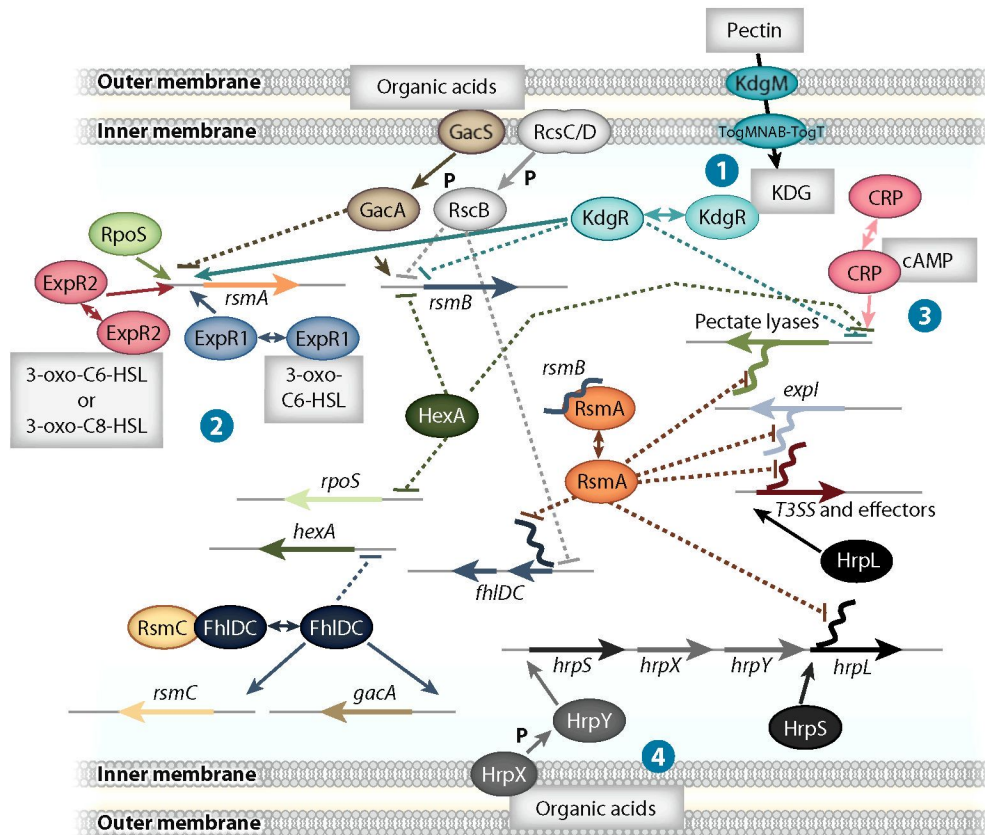 Pectin
Outer membrane
Organic acids
KdgM
Inner membrane
GacS
RcsC/D
TogMNAB-TogT
P
P
1
KDG
CRP
GacA
RscB
KdgR
KdgR
RpoS
CRP
cAMP
ExpR2
rsmA
rsmB
3
ExpR2
ExpR1
ExpR1
Pectate lyases
3-oxo-C6-HSL
or
3-oxo-C8-HSL
3-oxo-
C6-HSL
2
rsmB
RsmA
expI
HexA
RsmA
rpoS
T3SS and effectors
hexA
HrpL
fhlDC
RsmC
FhlDC
FhlDC
hrpS
hrpX
hrpY
hrpL
rsmC
gacA
HrpY
HrpS
P
4
Inner membrane
HrpX
Organic acids
Outer membrane